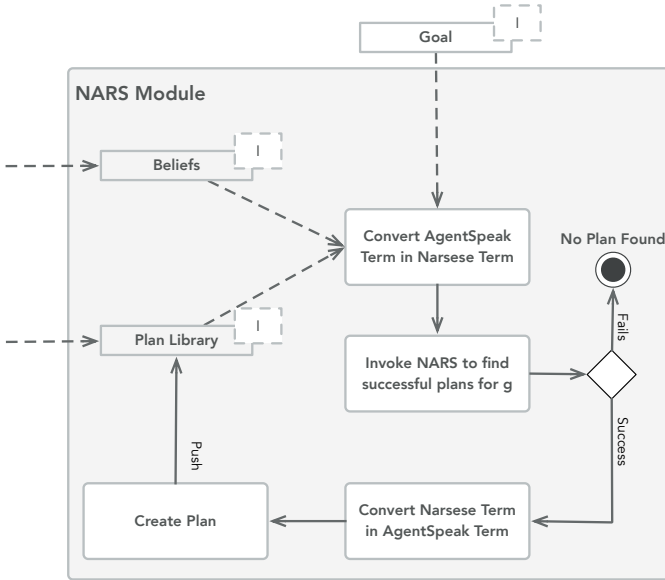 Goal
I
NARS Module
Beliefs
I
Convert AgentSpeak
Term in Narsese Term
No Plan Found
Plan Library
I
Fails
Invoke NARS to find
successful plans for g
Success
Push
Create Plan
Convert Narsese Term
in AgentSpeak Term